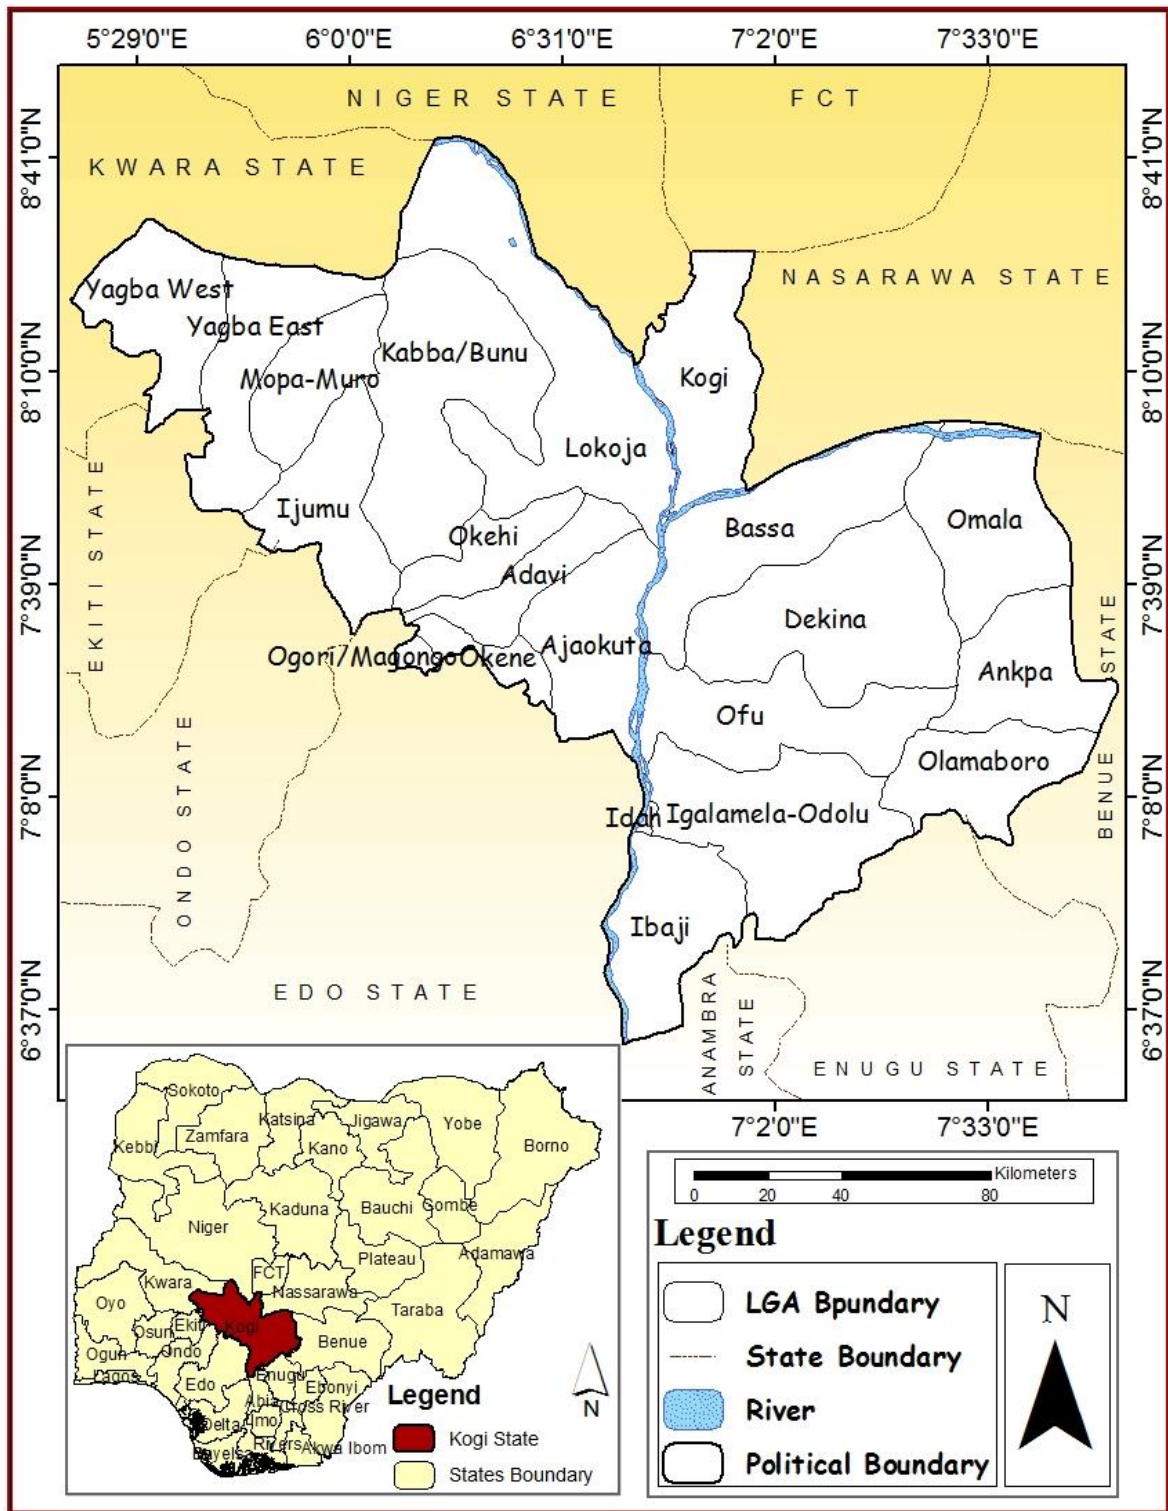 5°29'0"E 6°0'0"E 6°31'0"E 7°2'0"E 7°33'0"E
NIGER STATE
FCT
8°41'0"N
8°41'0"N
KWARA STATE
NASARAWA STATE
Yagba West
Yagba East
Kabba/Bunu
Mopa-Muro
Kogi
8°10'0"N
8°10'0"N
Lokoja
Ijumu
Okehi
Bassa
Omala
EKITI STATE
Adavi
7°39'0"N
7°39'0"N
Dekina
Ogori/Magongo
Okene
Ajaokuta
Ankpa
BENUE STATE
Ofu
Olamaboro
ONDO STATE
Idah
Igalamela-Odolu
7°8'0"N
7°8'0"N
Ibaji
EDO STATE
ANAMBRA STATE
ENUGU STATE
6°37'0"N
6°37'0"N
7°2'0"E 7°33'0"E
Sokoto
Katsina
Jigawa
Yobe
Kebbi
Zamfara
Kano
Borno
Niger
Kaduna
Bauchi
Gombe
Plateau
Adamawa
Kwara
FCT
Nassarawa
Oyo
Taraba
Osun
Ekiti
Kogi
Benue
Ogun
Ondo
Lagos
Edo
Enugu
Ebonyi
Abia
Cross River
Delta
Imo
Bayelsa
Rivers
Akwa Ibom
Legend
Kogi State
States Boundary
N
Kilometers
0 20 40 80
Legend
LGA Bpundary
State Boundary
River
Political Boundary
N